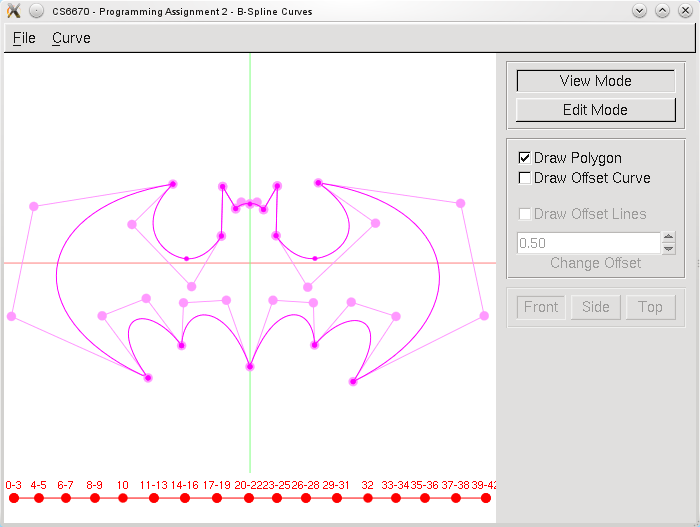 CS6670 - Programming Assignment 2 - B-Spline Curves
File Curve
View Mode
Edit Mode
Draw Polygon
Draw Offset Curve
Draw Offset Lines
0.50
Change Offset
Front Side Top
0-3 4-5 6-7 8-9 10 11-13 14-16 17-19 20-22 23-25 26-28 29-31 32 33-34 35-36 37-38 39-42